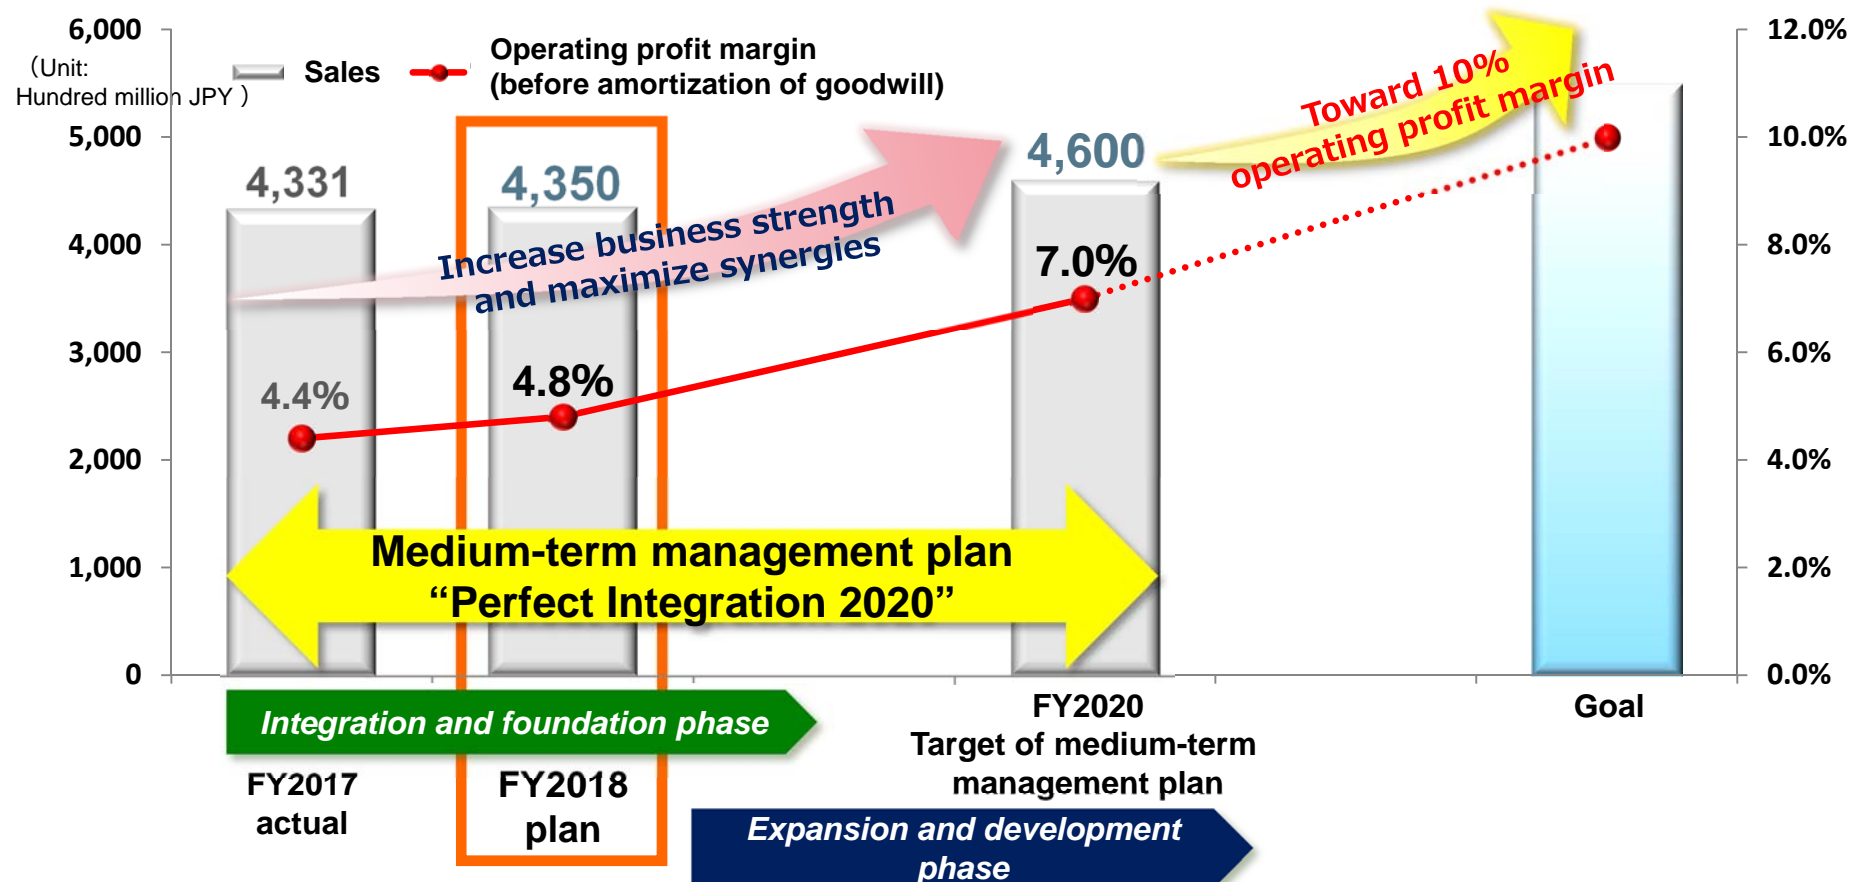 6,000
12.0%
（Unit:
Hundred million JPY ）
Sales
Operating profit margin
(before amortization of goodwill)
Toward 10%
operating profit margin
5,000
10.0%
4,331
4,350
4,600
Increase business strength
and maximize synergies
4,000
8.0%
7.0%
3,000
6.0%
4.4%
4.8%
2,000
4.0%
Medium-term management plan
“Perfect Integration 2020”
1,000
2.0%
0
0.0%
Integration and foundation phase
FY2017
actual
FY2018
plan
FY2020
Target of medium-term
management plan
Goal
Expansion and development
phase